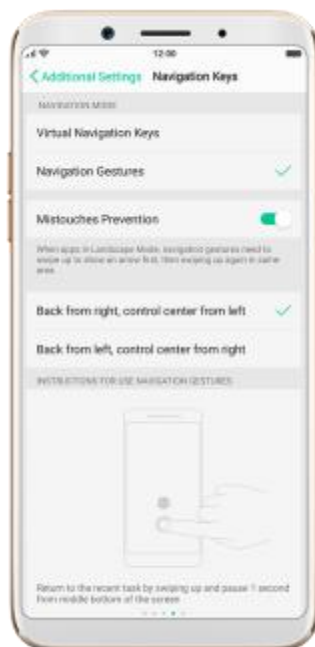 12:00
Additional Settings Navigation Keys
NAVIGATION MODE
Virtual Navigation Keys
Navigation Gestures
Mistouches Prevention
When apps in Landscape Mode, navigation gestures need to
swipe up to show an arrow first, then swiping up again in same
area.
Back from right, control center from left
Back from left, control center from right
INSTRUCTIONS FOR USE NAVIGATION GESTURES
Return to the recent task by swiping up and pause 1 second
from middle bottom of the screen